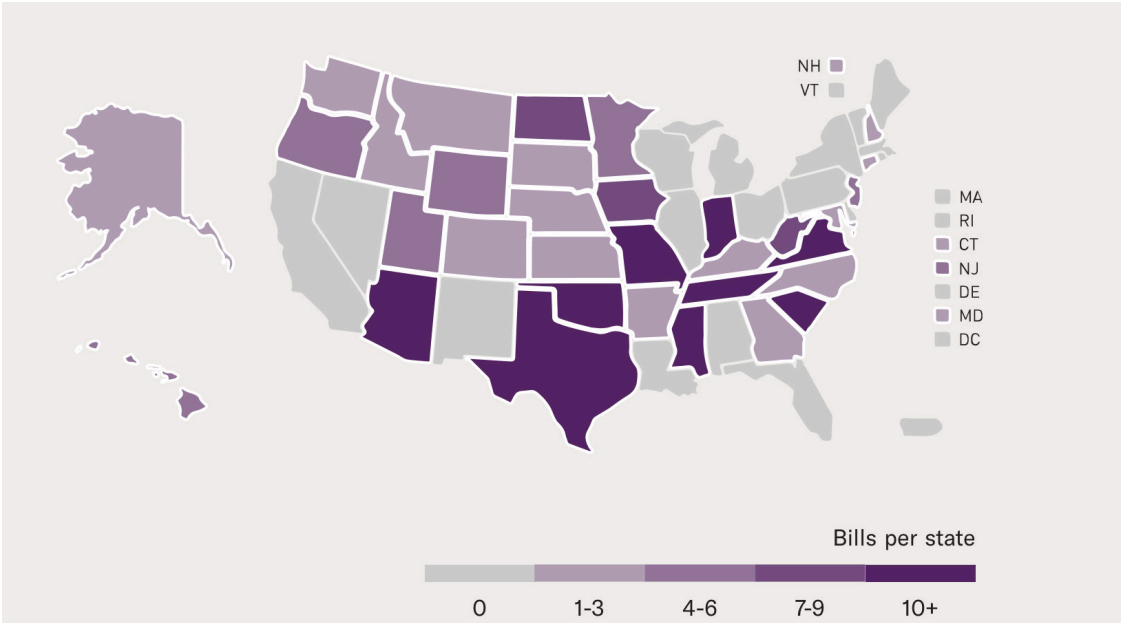 NH
VT
MA
RI
CT
NJ
DE
MD
DC
Bills per state
0 1-3 4-6 7-9 10+